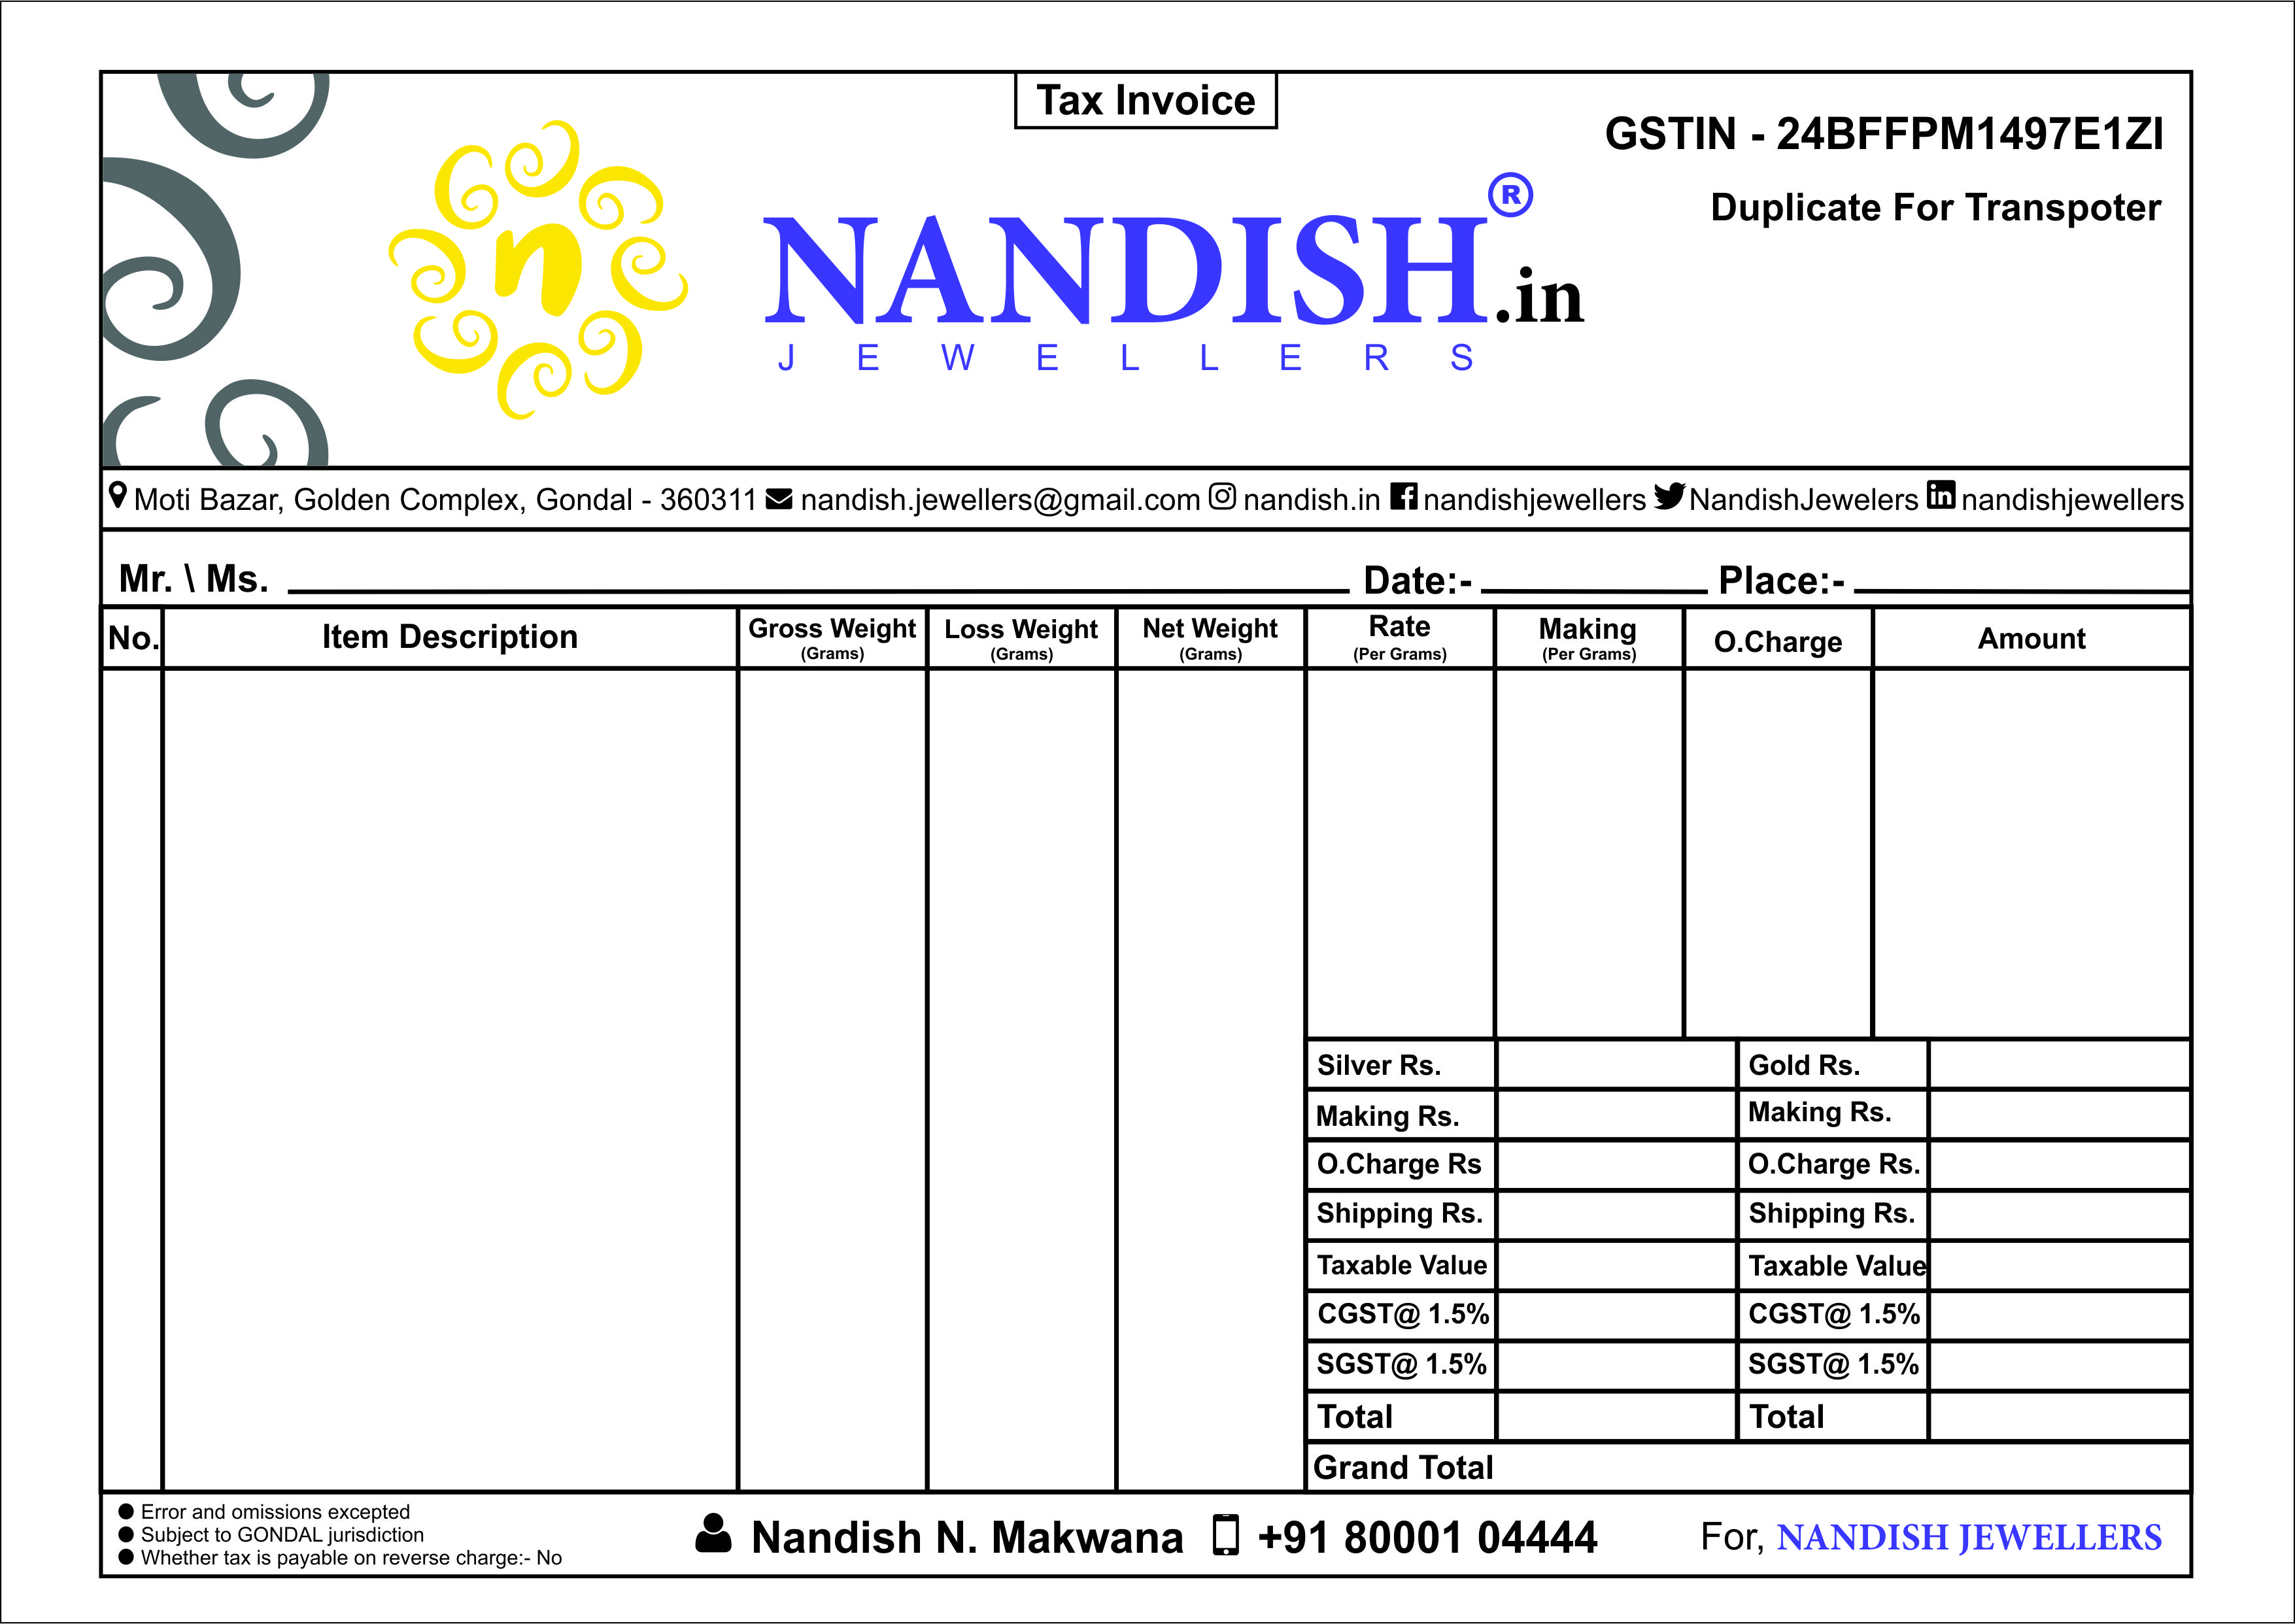 Tax Invoice
GSTIN - 24BFFPM1497E1ZI
Duplicate For Transpoter
n
NANDISH®.in
JEWELLERS
Moti Bazar, Golden Complex, Gondal - 360311 nandish.jewellers@gmail.com nandish.in nandishjewellers NandishJewelers nandishjewellers
Mr. \ Ms. Date:- Place:-
No. Item Description Gross Weight (Grams) Loss Weight (Grams) Net Weight (Grams) Rate (Per Grams) Making (Per Grams) O.Charge Amount
Silver Rs. Gold Rs.
Making Rs. Making Rs.
O.Charge Rs O.Charge Rs.
Shipping Rs. Shipping Rs.
Taxable Value Taxable Value
CGST@ 1.5% CGST@ 1.5%
SGST@ 1.5% SGST@ 1.5%
Total Total
Grand Total
● Error and omissions excepted
● Subject to GONDAL jurisdiction
● Whether tax is payable on reverse charge:- No
Nandish N. Makwana +91 80001 04444
For, NANDISH JEWELLERS